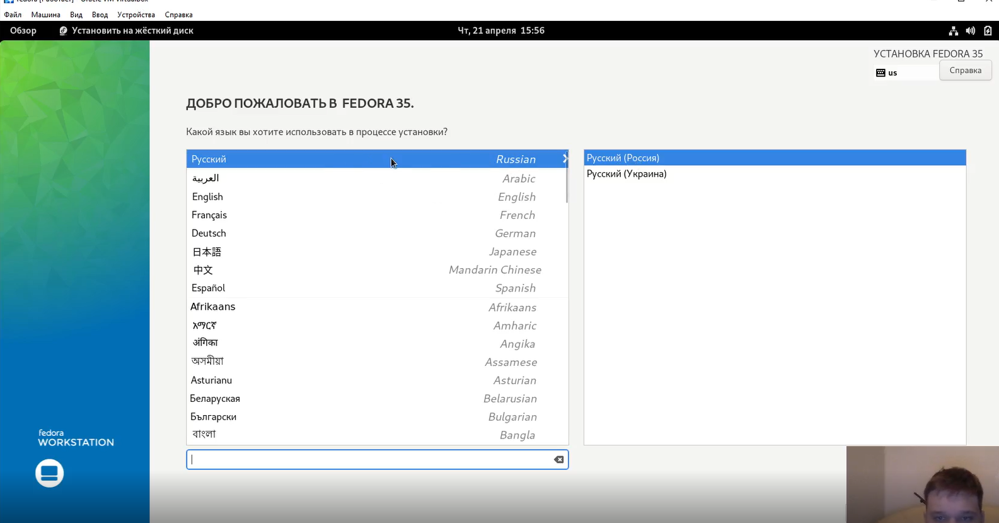 Файл Машина Вид Ввод Устройства Справка
Обзор Установить на жёсткий диск Чт, 21 апреля 15:56
УСТАНОВКА FEDORA 35
us Справка
ДОБРО ПОЖАЛОВАТЬ В FEDORA 35.
Какой язык вы хотите использовать в процессе установки?
Русский Russian
العربية Arabic
English English
Français French
Deutsch German
日本語 Japanese
中文 Mandarin Chinese
Español Spanish
Afrikaans Afrikaans
አማርኛ Amharic
अंगिका Angika
অসমীয়া Assamese
Asturianu Asturian
Беларуская Belarusian
Български Bulgarian
বাংলা Bangla
Русский (Россия)
Русский (Украина)
fedora
WORKSTATION